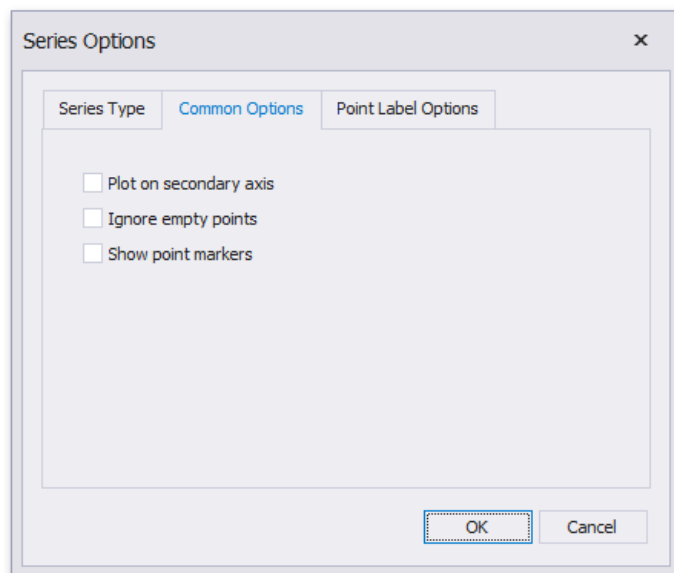 Series Options
Series Type Common Options Point Label Options
Plot on secondary axis
Ignore empty points
Show point markers
OK Cancel